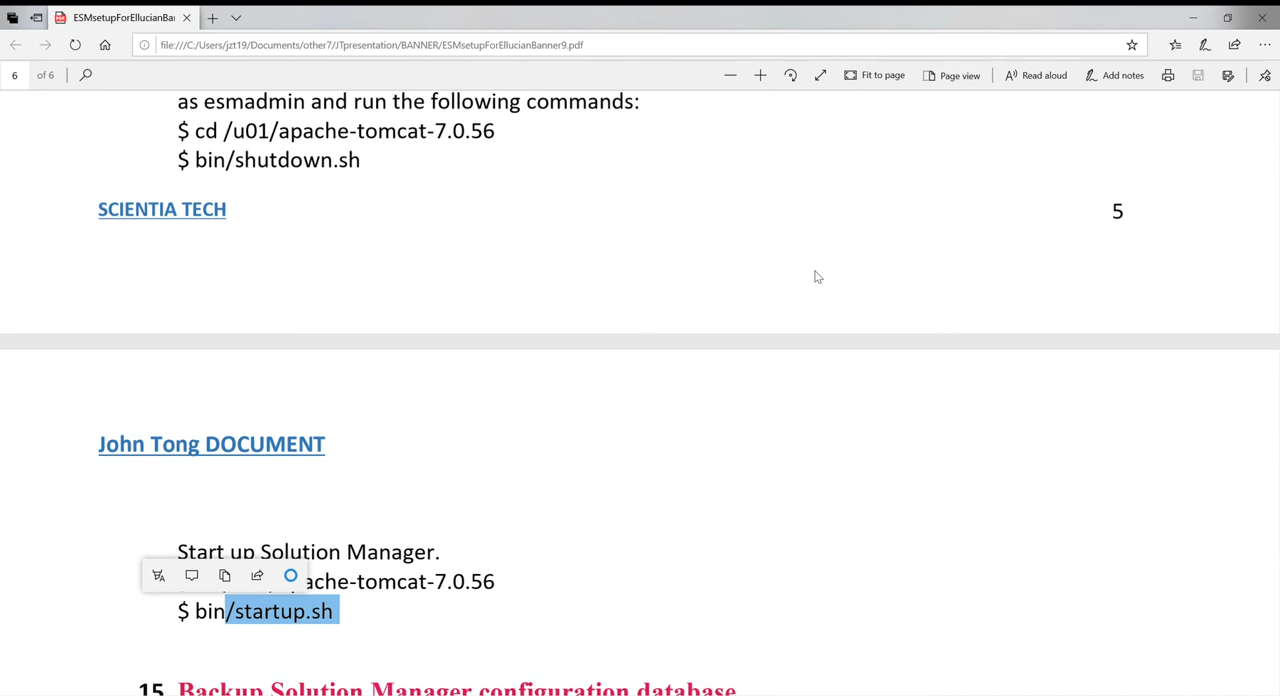 ESMsetupForEllucianBan
file:///C:/Users/jzt19/Documents/other7/JTpresentation/BANNER/ESMsetupForEllucianBanner9.pdf
6 of 6 Fit to page Page view Read aloud Add notes
as esmadmin and run the following commands:
$ cd /u01/apache-tomcat-7.0.56
$ bin/shutdown.sh
SCIENTIA TECH 5
John Tong DOCUMENT
Start up Solution Manager.
pache-tomcat-7.0.56
$ bin/startup.sh
15. Backup Solution Manager configuration database